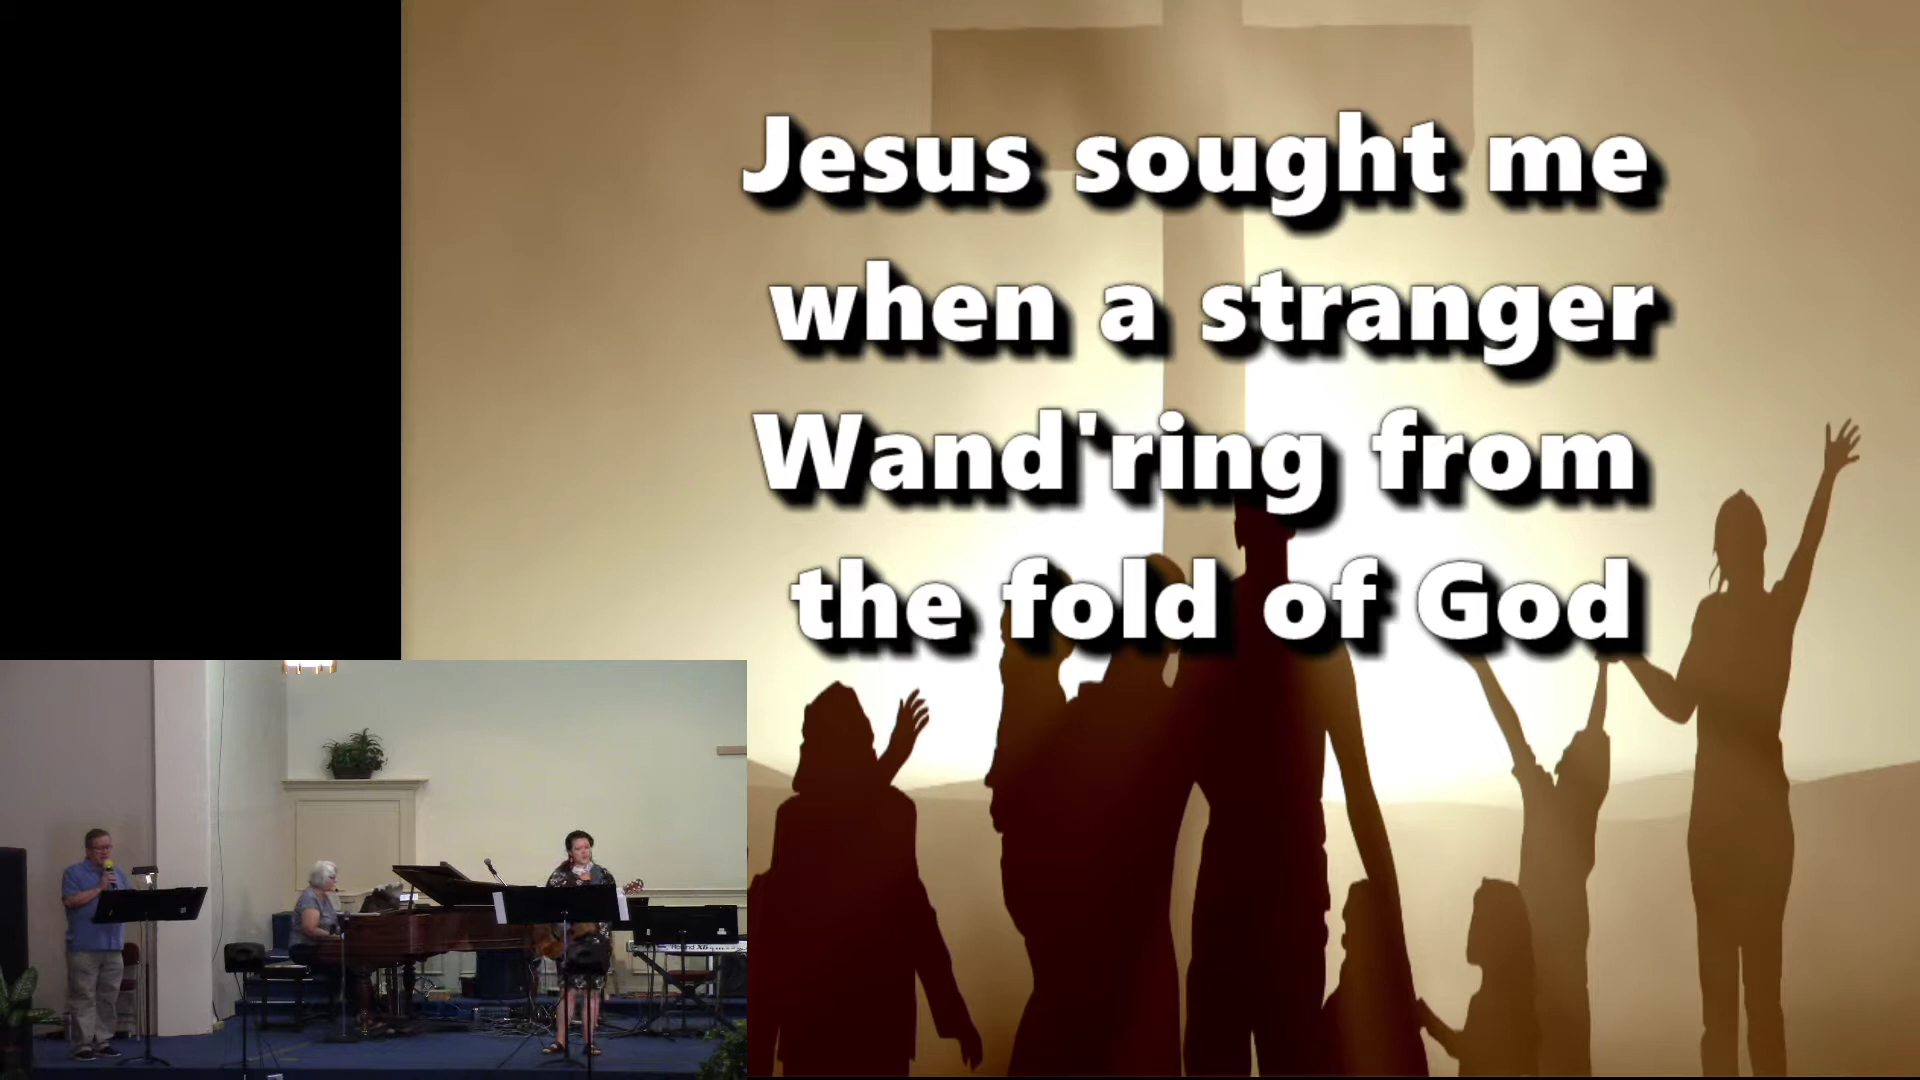 Jesus sought me
when a stranger
Wand'ring from
the fold of God